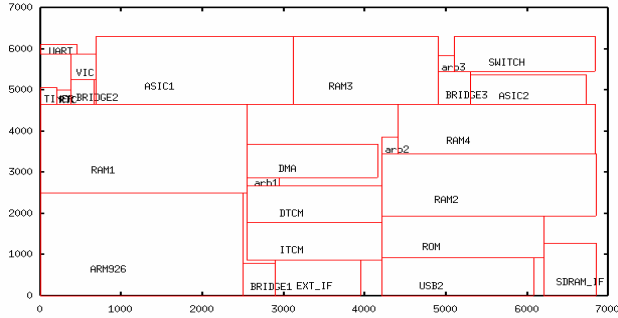 7000
6000
5000
4000
3000
2000
1000
0
UART
VIC
BRIDGE2
ASIC1
RAM3
arb3
SWITCH
BRIDGE3
ASIC2
RAM1
DMA
arb1
arb2
RAM4
DTCM
RAM2
ITCM
ROM
ARM926
BRIDGE1
EXT_IF
USB2
SDRAM_IF
0 1000 2000 3000 4000 5000 6000 7000